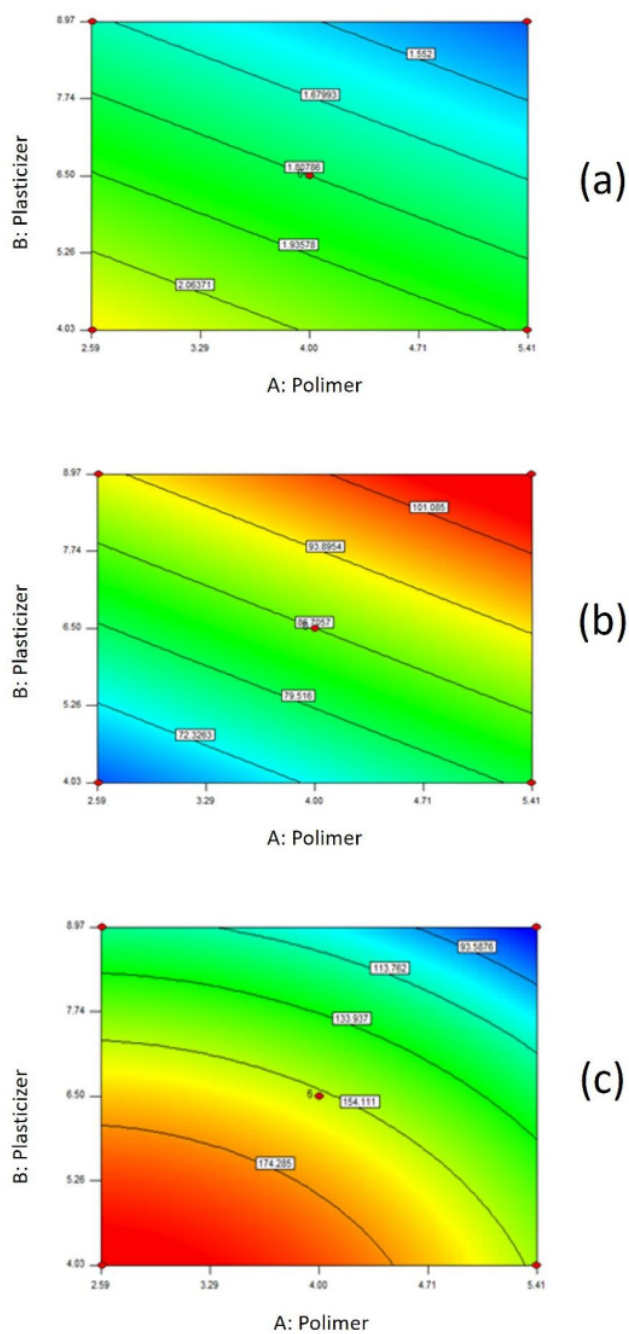 8.97
1.552
7.74
1.67993
(a)
B: Plasticizer
6.50
1.80786
5.26
1.93578
2.06371
4.03
2.59 3.29 4.00 4.71 5.41
A: Polimer
8.97
101.085
7.74
93.8954
(b)
B: Plasticizer
6.50
86.7057
5.26
79.516
72.3263
4.03
2.59 3.29 4.00 4.71 5.41
A: Polimer
8.97
93.5876
113.762
7.74
133.937
(c)
B: Plasticizer
6.50
6
154.111
5.26
174.285
4.03
2.59 3.29 4.00 4.71 5.41
A: Polimer